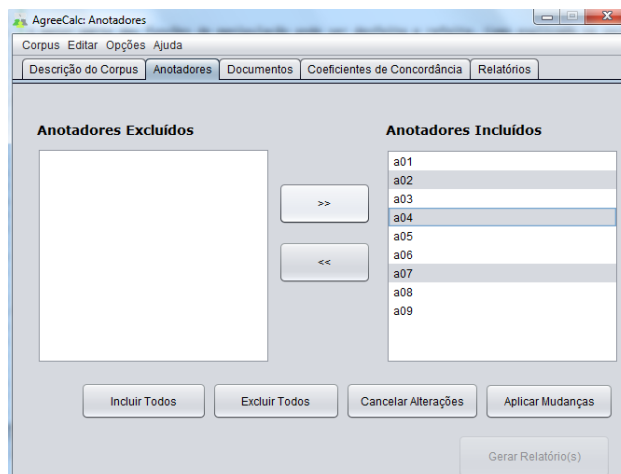 AgreeCalc: Anotadores
Corpus Editar Opções Ajuda
Descrição do Corpus Anotadores Documentos Coeficientes de Concordância Relatórios
Anotadores Excluídos Anotadores Incluídos
a01
a02
a03
>>
a04
a05
a06
<<
a07
a08
a09
Incluir Todos Excluir Todos Cancelar Alterações Aplicar Mudanças
Gerar Relatório(s)